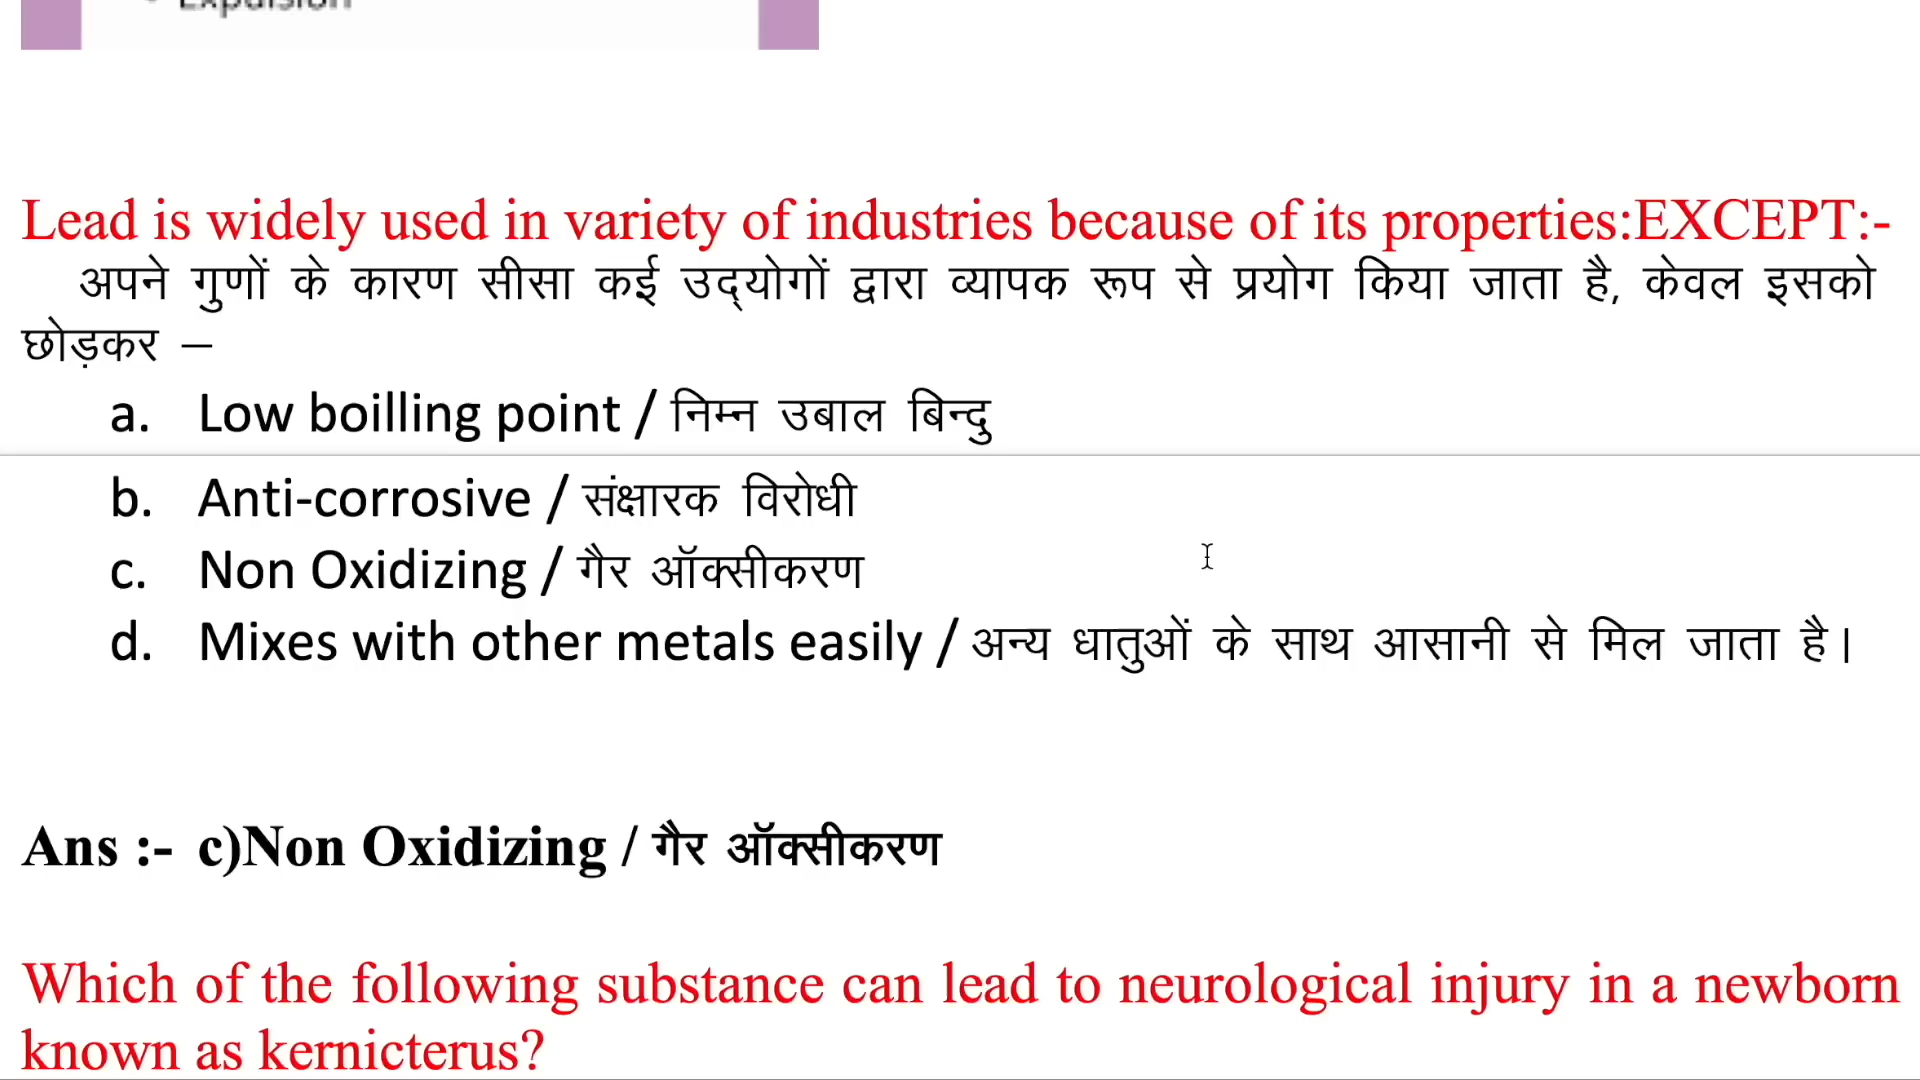 • Expulsion
Lead is widely used in variety of industries because of its properties:EXCEPT:-
अपने गुणों के कारण सीसा कई उद्योगों द्वारा व्यापक रूप से प्रयोग किया जाता है, केवल इसको
छोड़कर –
a. Low boilling point / निम्न उबाल बिन्दु
b. Anti-corrosive / संक्षारक विरोधी
c. Non Oxidizing / गैर ऑक्सीकरण
d. Mixes with other metals easily / अन्य धातुओं के साथ आसानी से मिल जाता है।
Ans :- c)Non Oxidizing / गैर ऑक्सीकरण
Which of the following substance can lead to neurological injury in a newborn
known as kernicterus?